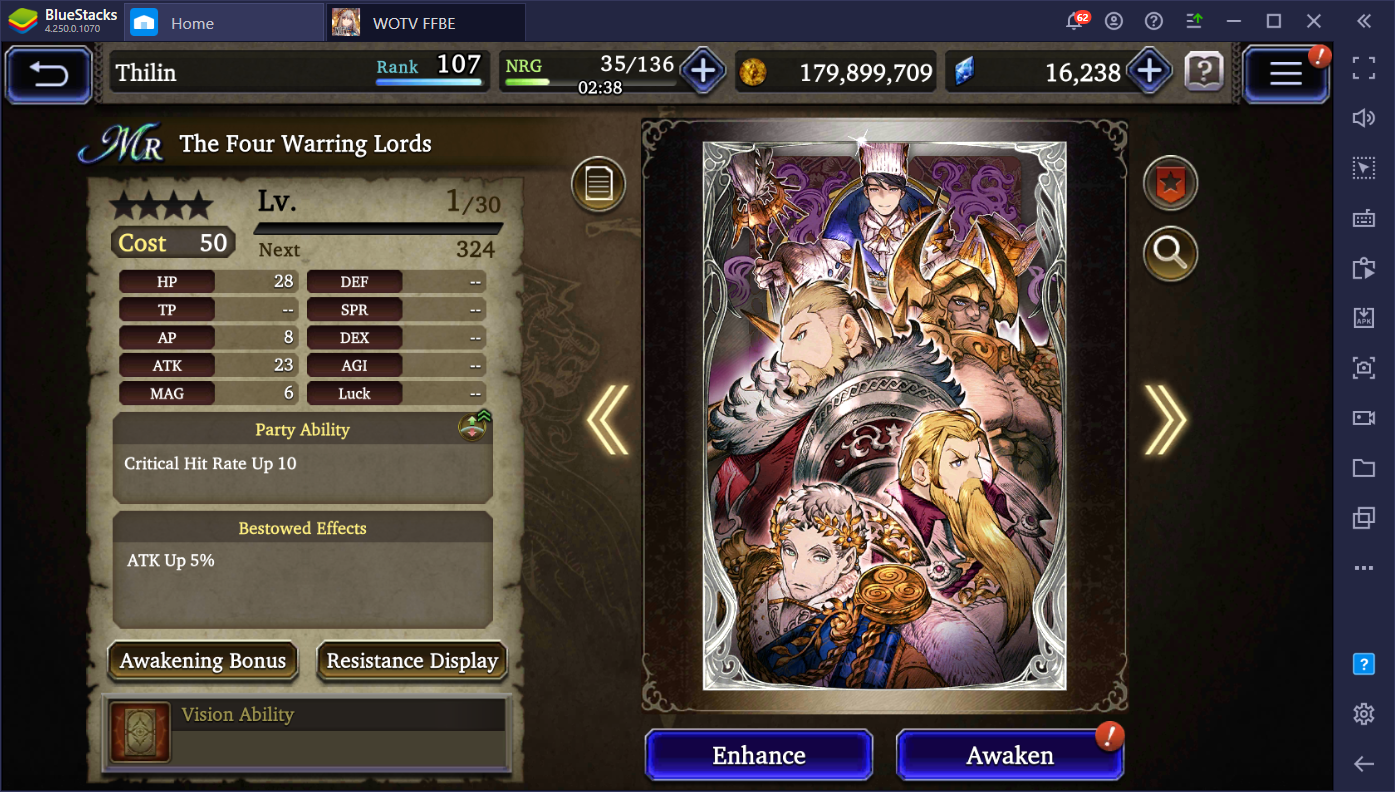 BlueStacks
4.250.0.1070
Home
WOTV FFBE
62
Thilin
Rank 107
NRG 35/136
02:38
179,899,709
16,238
?
!
MR The Four Warring Lords
Lv. 1/30
Cost 50
Next 324
HP 28 DEF --
TP -- SPR --
AP 8 DEX --
ATK 23 AGI --
MAG 6 Luck --
Party Ability
Critical Hit Rate Up 10
Bestowed Effects
ATK Up 5%
Awakening Bonus
Resistance Display
Vision Ability
Enhance
Awaken
!
APK
?